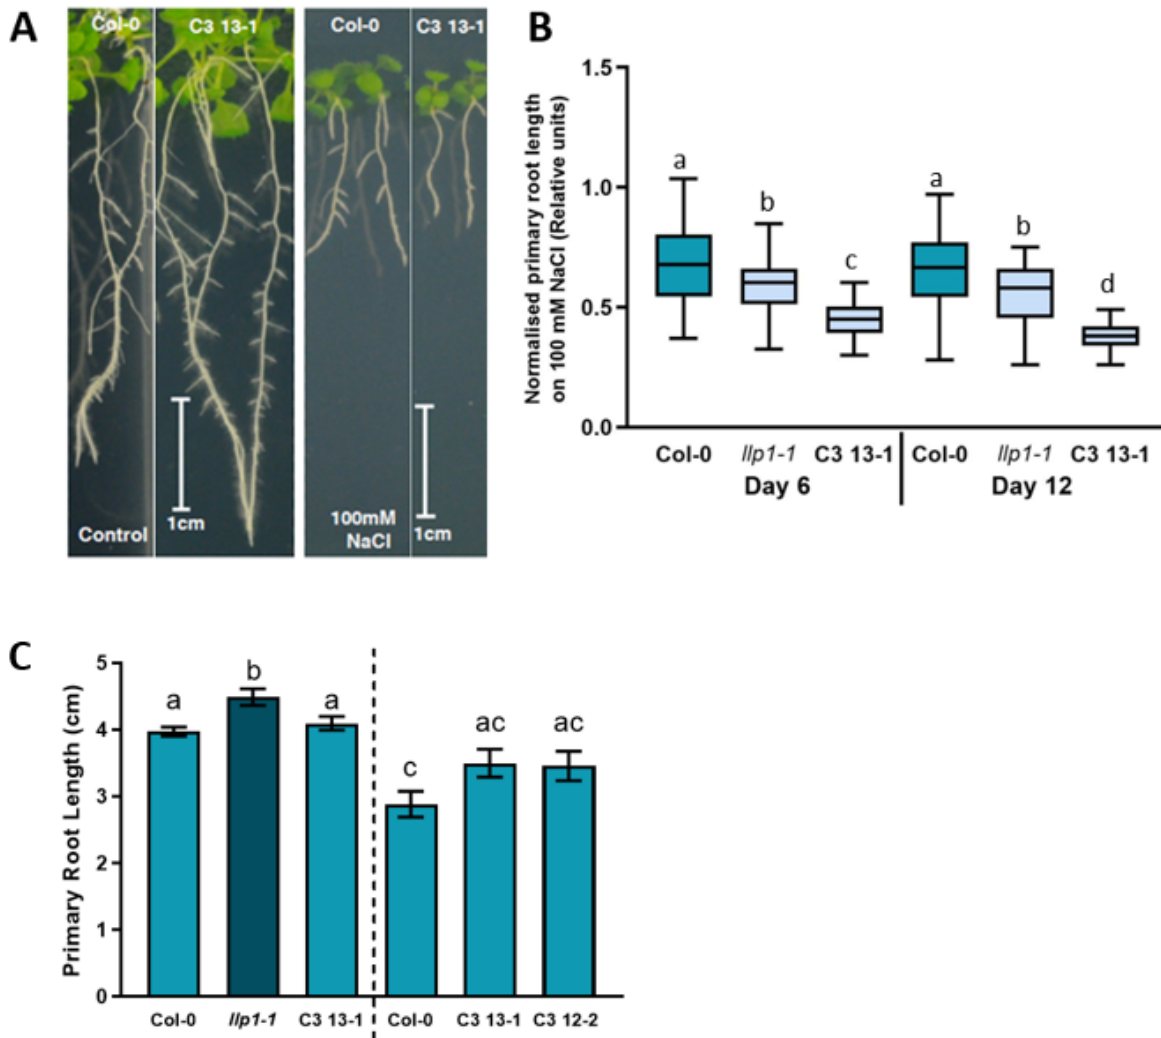 A
Col-0 C3 13-1
Col-0 C3 13-1
Control
1cm
100mM
NaCl
1cm
B
Normalised primary root length
on 100 mM NaCl (Relative units)
1.5
1.0
0.5
0.0
a
b
c
a
b
d
Col-0 llp1-1 C3 13-1 Col-0 llp1-1 C3 13-1
Day 6 Day 12
C
Primary Root Length (cm)
5
4
3
2
1
0
a
b
a
c
ac
ac
Col-0 llp1-1 C3 13-1 Col-0 C3 13-1 C3 12-2